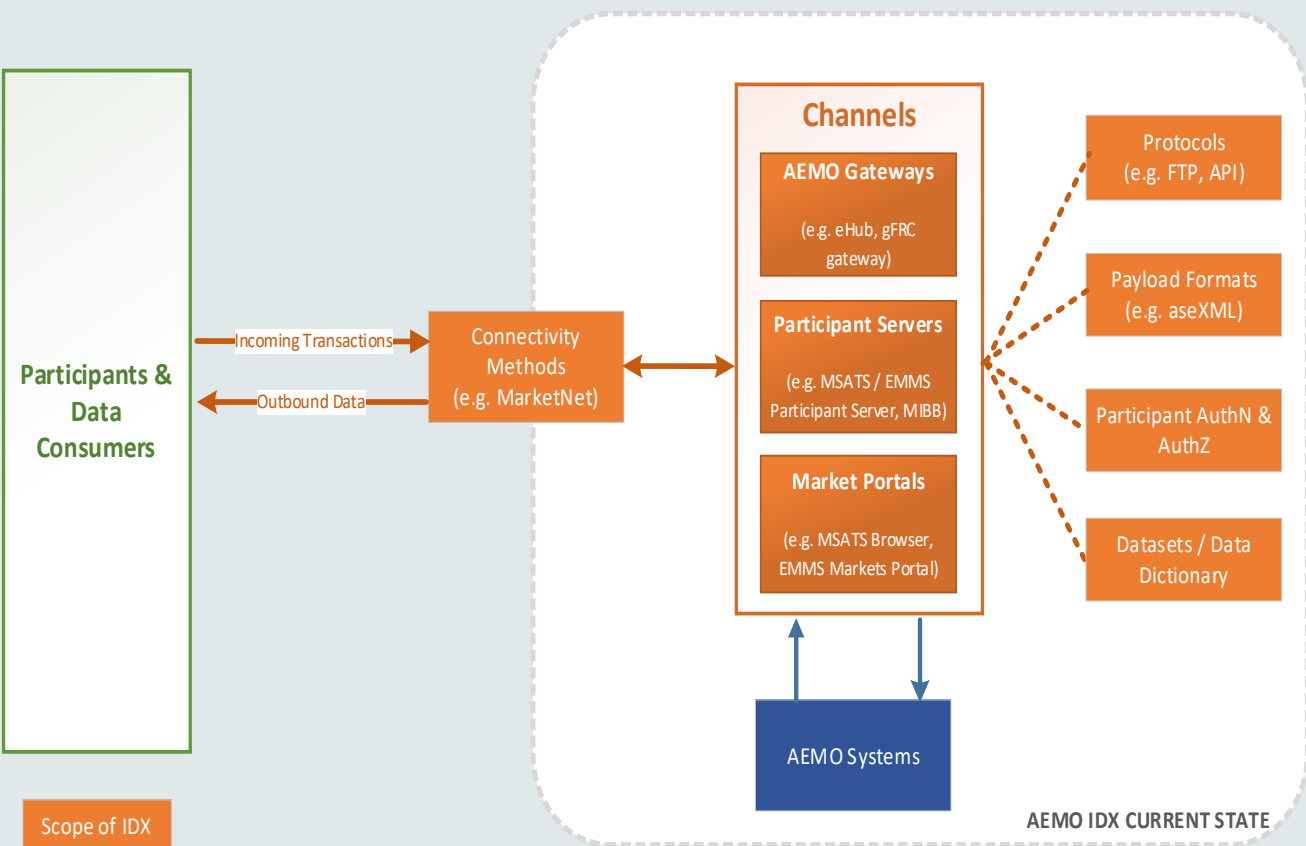 Participants &
Data
Consumers
Incoming Transactions
Outbound Data
Connectivity
Methods
(e.g. MarketNet)
Channels
AEMO Gateways
(e.g. eHub, gFRC
gateway)
Participant Servers
(e.g. MSATS / EMMS
Participant Server, MIBB)
Market Portals
(e.g. MSATS Browser,
EMMS Markets Portal)
Protocols
(e.g. FTP, API)
Payload Formats
(e.g. aseXML)
Participant AuthN &
AuthZ
Datasets / Data
Dictionary
AEMO Systems
Scope of IDX
AEMO IDX CURRENT STATE